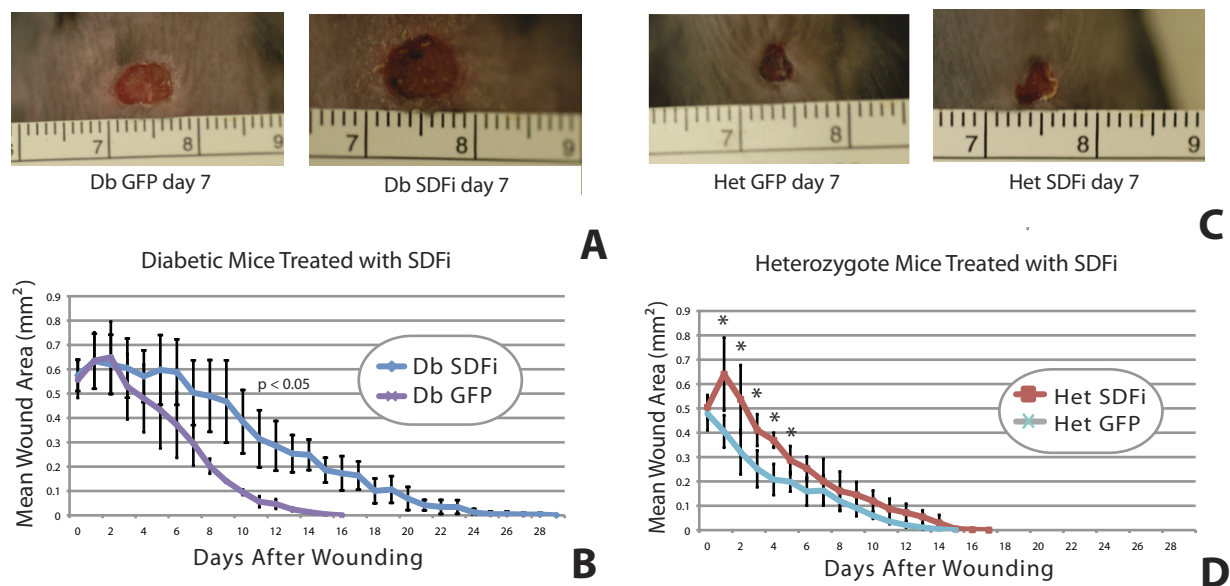 7 8 9
7 8 9
7 8
7 8 9
Db GFP day 7
Db SDFi day 7
Het GFP day 7
Het SDFi day 7
A
C
Diabetic Mice Treated with SDFi
Mean Wound Area (mm²)
0.9
0.8
0.7
0.6
0.5
0.4
0.3
0.2
0.1
0
p < 0.05
Db SDFi
Db GFP
0 2 4 6 8 10 12 14 16 18 20 22 24 26 28
Days After Wounding
B
Heterozygote Mice Treated with SDFi
Mean Wound Area (mm²)
0.9
0.8
0.7
0.6
0.5
0.4
0.3
0.2
0.1
0
* * * * *
Het SDFi
Het GFP
0 2 4 6 8 10 12 14 16 18 20 22 24 26 28
Days After Wounding
D